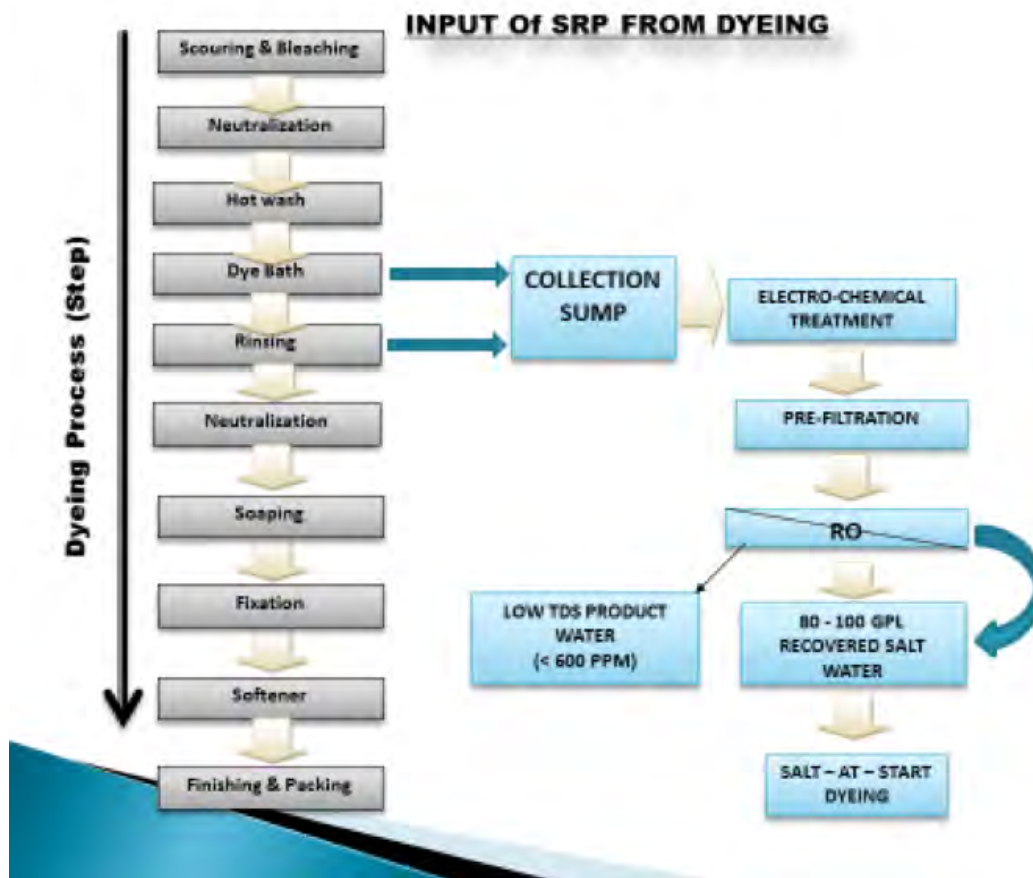 INPUT Of SRP FROM DYEING
Dyeing Process (Step)
Scouring & Bleaching
Neutralization
Hot wash
Dye Bath
Rinsing
Neutralization
Soaping
Fixation
Softener
Finishing & Packing
COLLECTION
SUMP
ELECTRO-CHEMICAL
TREATMENT
PRE-FILTRATION
RO
LOW TDS PRODUCT
WATER
(< 600 PPM)
80 - 100 GPL
RECOVERED SALT
WATER
SALT – AT – START
DYEING